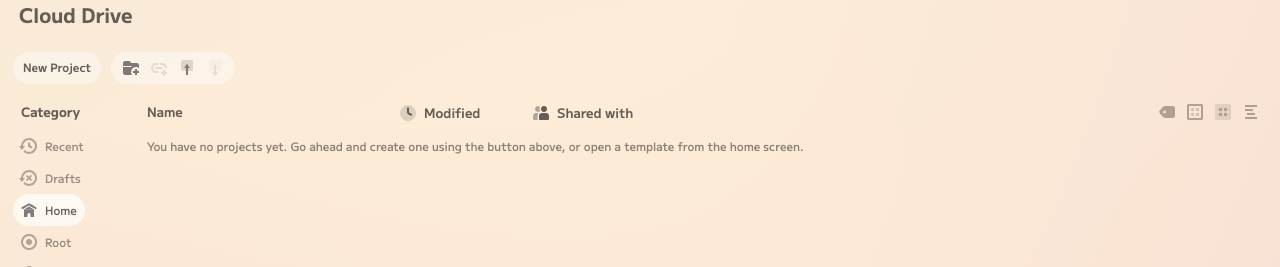 Cloud Drive
New Project
Category
Name
Modified
Shared with
Recent
You have no projects yet. Go ahead and create one using the button above, or open a template from the home screen.
Drafts
Home
Root